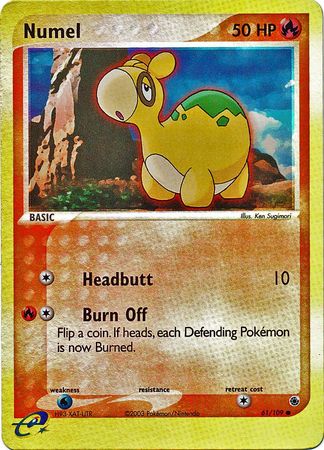 Numel 50 HP
BASIC Illus. Ken Sugimori
Headbutt 10
Burn Off
Flip a coin. If heads, each Defending Pokémon
is now Burned.
weakness resistance retreat cost
©2003 Pokémon/Nintendo 61/109
e